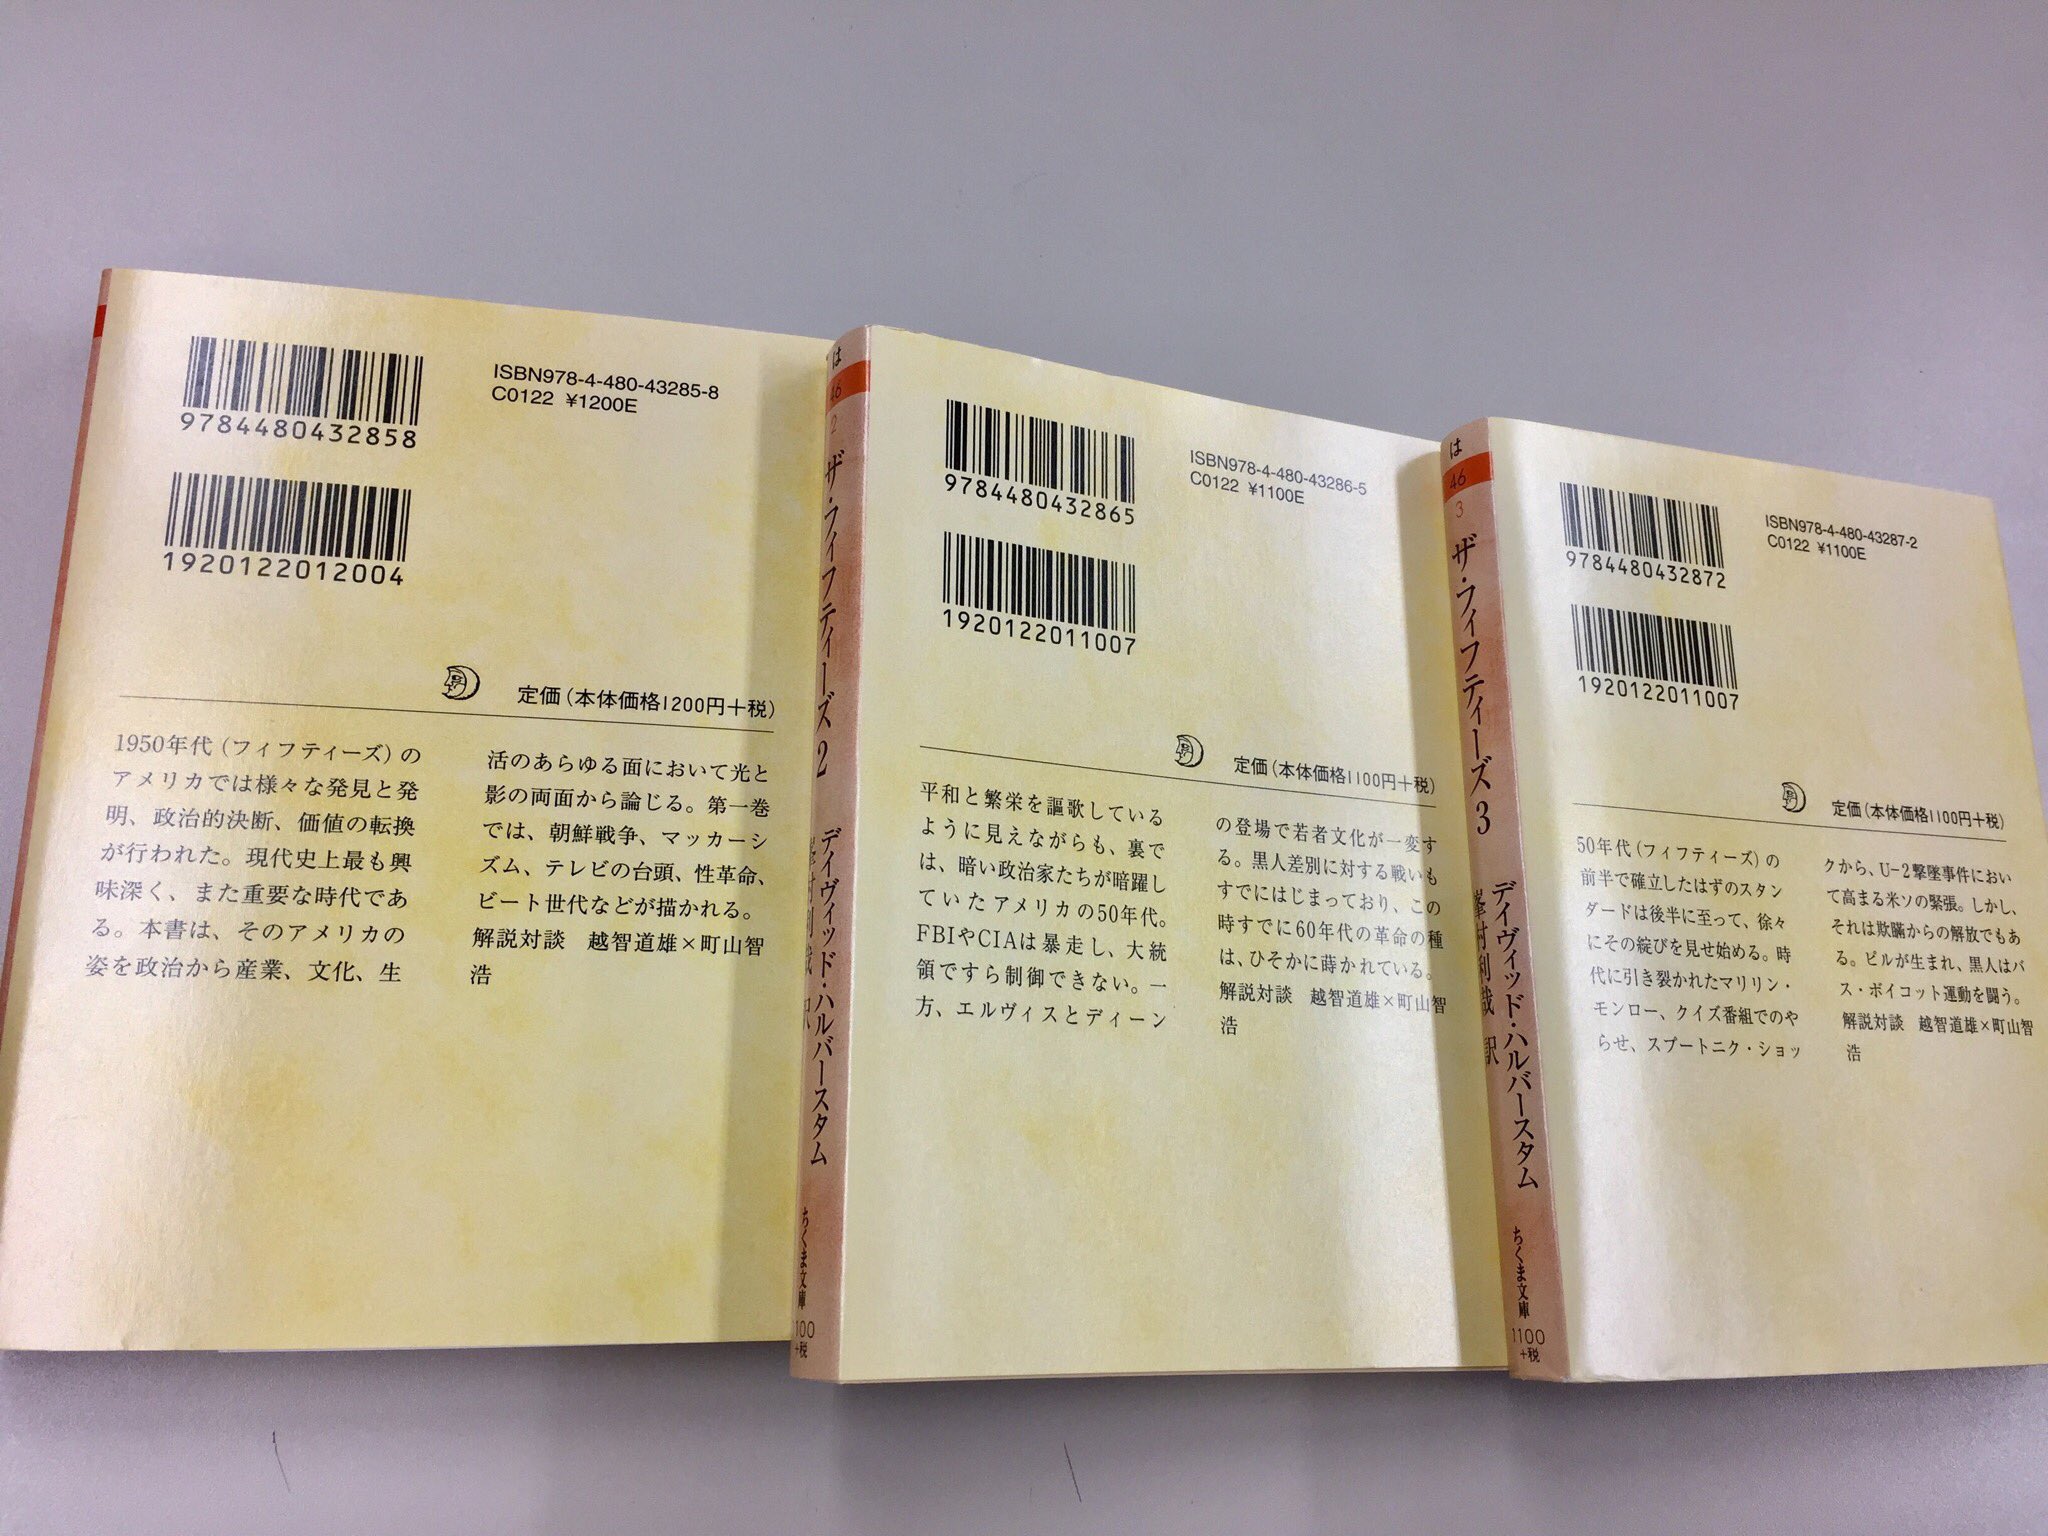 9784480432858
ISBN978-4-480-43285-8
C0122 ¥1200E
1920122012004
定価(本体価格1200円+税)
1950年代(フィフティーズ)の
アメリカでは様々な発見と発
明、政治的決断、価値の転換
が行われた。現代史上最も興
味深く、また重要な時代であ
る。本書は、そのアメリカの
姿を政治から産業、文化、生
活のあらゆる面において光と
影の両面から論じる。第一巻
では、朝鮮戦争、マッカーシ
ズム、テレビの台頭、性革命、
ビート世代などが描かれる。
解説対談 越智道雄×町山智
浩
は
46
2
ザ・フィフティーズ 2
デイヴィッド・ハルバースタム
峯村利哉 訳
ちくま文庫
1100
+税
9784480432865
ISBN978-4-480-43286-5
C0122 ¥1100E
1920122011007
定価(本体価格1100円+税)
平和と繁栄を謳歌している
ように見えながらも、裏で
は、暗い政治家たちが暗躍し
ていたアメリカの50年代。
FBIやCIAは暴走し、大統
領ですら制御できない。一
方、エルヴィスとディーン
の登場で若者文化が一変す
る。黒人差別に対する戦いも
すでにはじまっており、この
時すでに60年代の革命の種
は、ひそかに蒔かれている。
解説対談 越智道雄×町山智
浩
は
46
3
ザ・フィフティーズ 3
デイヴィッド・ハルバースタム
峯村利哉 訳
ちくま文庫
1100
+税
9784480432872
ISBN978-4-480-43287-2
C0122 ¥1100E
1920122011007
定価(本体価格1100円+税)
50年代(フィフティーズ)の
前半で確立したはずのスタン
ダードは後半に至って、徐々
にその綻びを見せ始める。時
代に引き裂かれたマリリン・
モンロー、クイズ番組でのや
らせ、スプートニク・ショッ
クから、U-2撃墜事件におい
て高まる米ソの緊張。しかし、
それは欺瞞からの解放でもあ
る。ピルが生まれ、黒人はバ
ス・ボイコット運動を闘う。
解説対談 越智道雄×町山智
浩